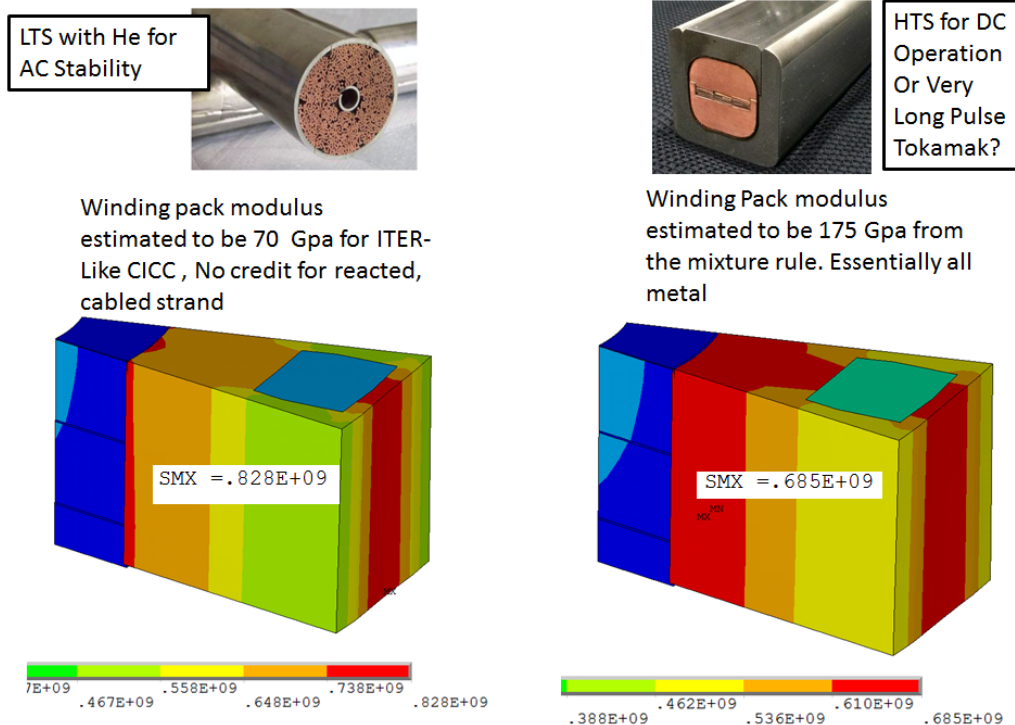 LTS with He for
AC Stability
HTS for DC
Operation
Or Very
Long Pulse
Tokamak?
Winding pack modulus
estimated to be 70 Gpa for ITER-
Like CICC , No credit for reacted,
cabled strand
Winding Pack modulus
estimated to be 175 Gpa from
the mixture rule. Essentially all
metal
SMX =.828E+09
MX
SMX =.685E+09
MN
MX
7E+09 .558E+09 .738E+09
.467E+09 .648E+09 .828E+09
.462E+09 .610E+09
.388E+09 .536E+09 .685E+09